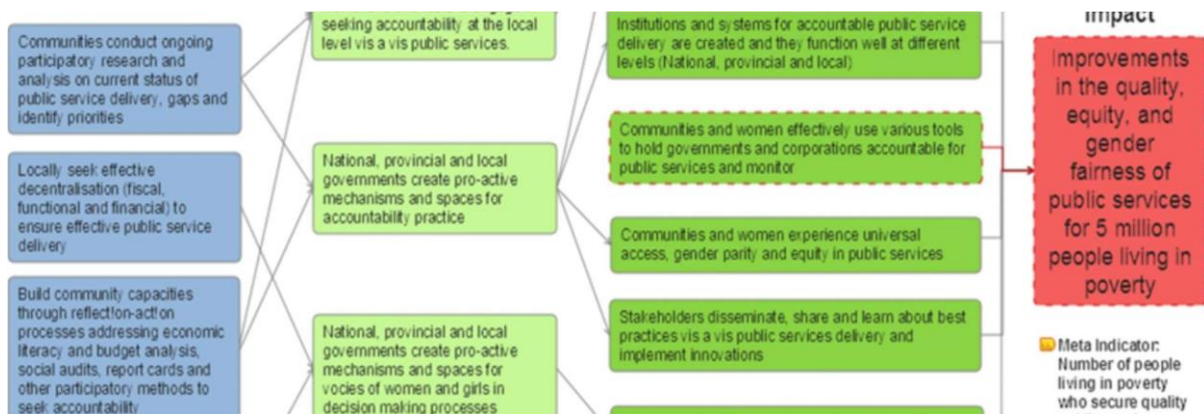 Communities conduct ongoing
participatory research and
analysis on current status of
public service delivery, gaps and
identify priorities
Locally seek effective
decentralisation (fiscal,
functional and financial) to
ensure effective public service
delivery
Build community capacities
through reflect!on-act!on
processes addressing economic
literacy and budget analysis,
social audits, report cards and
other participatory methods to
seek accountability
seeking accountability at the local
level vis a vis public services.
National, provincial and local
governments create pro-active
mechanisms and spaces for
accountability practice
National, provincial and local
governments create pro-active
mechanisms and spaces for
vocies of women and girls in
decision making processes
Institutions and systems for accountable public service
delivery are created and they function well at different
levels (National, provincial and local)
Communities and women effectively use various tools
to hold governments and corporations accountable for
public services and monitor
Communities and women experience universal
access, gender parity and equity in public services
Stakeholders disseminate, share and learn about best
practices vis a vis public services delivery and
implement innovations
Impact
Improvements
in the quality,
equity, and
gender
fairness of
public services
for 5 million
people living in
poverty
Meta Indicator:
Number of people
living in poverty
who secure quality